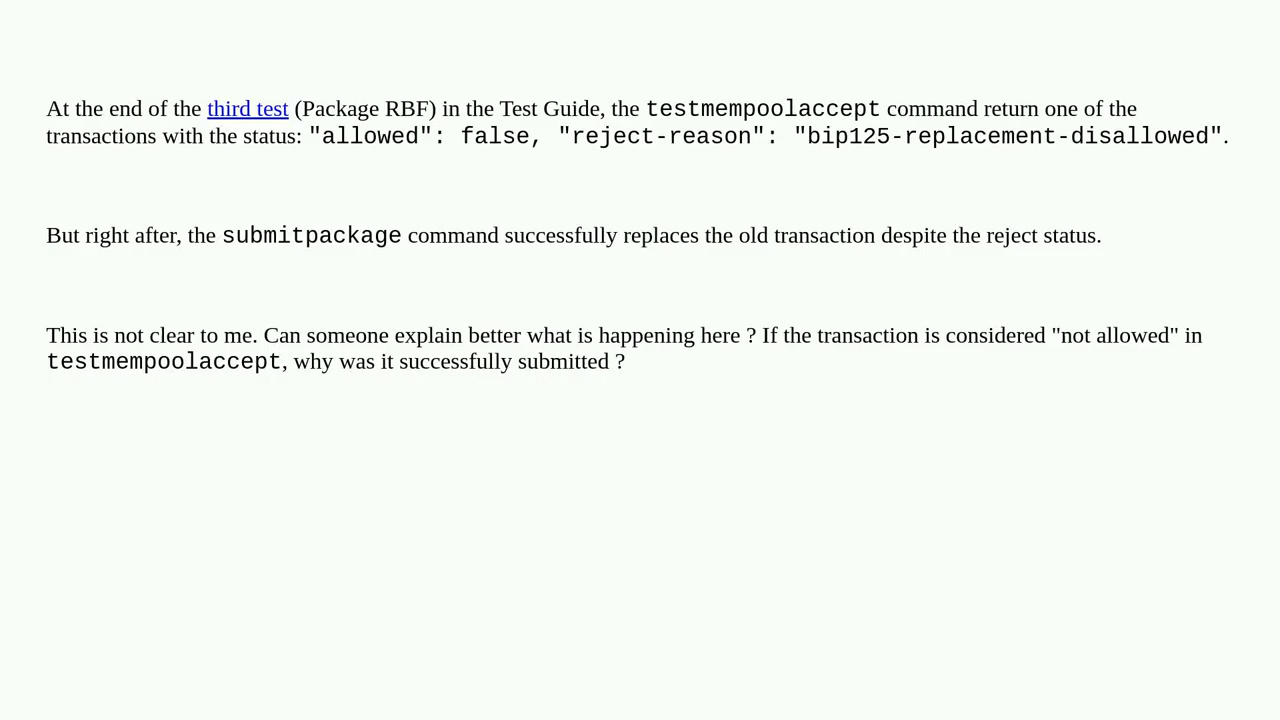 At the end of the third test (Package RBF) in the Test Guide, the testmempoolaccept command return one of the
transactions with the status: "allowed": false, "reject-reason": "bip125-replacement-disallowed".
But right after, the submitpackage command successfully replaces the old transaction despite the reject status.
This is not clear to me. Can someone explain better what is happening here ? If the transaction is considered "not allowed" in
testmempoolaccept, why was it successfully submitted ?